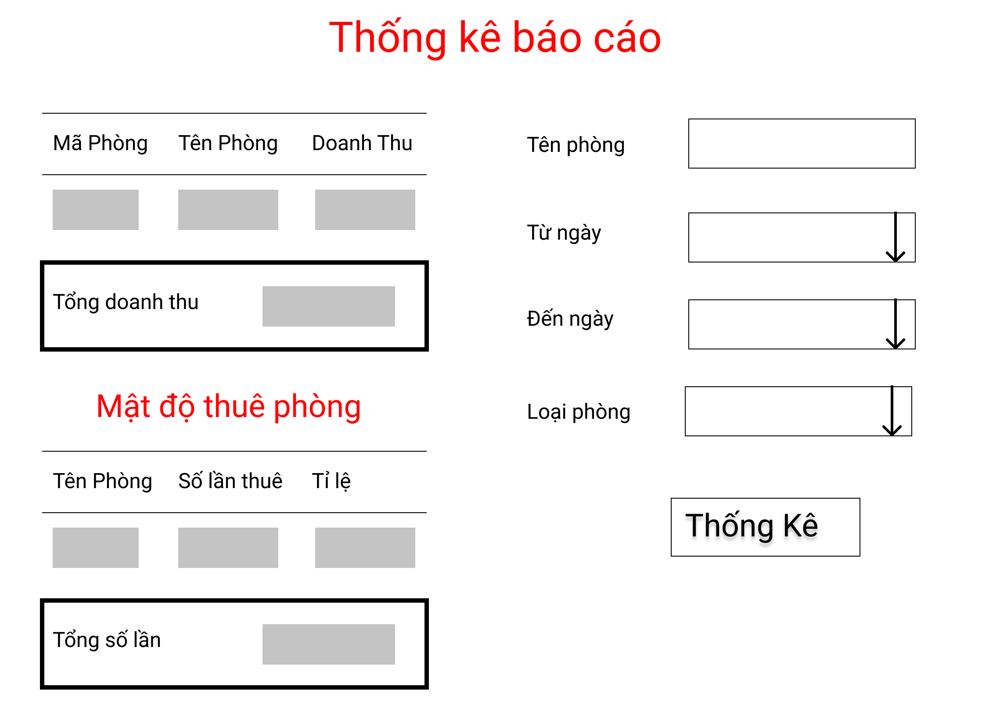 Thống kê báo cáo
Mã Phòng Tên Phòng Doanh Thu
Tổng doanh thu
Mật độ thuê phòng
Tên Phòng Số lần thuê Tỉ lệ
Tổng số lần
Tên phòng
Từ ngày
Đến ngày
Loại phòng
Thống Kê